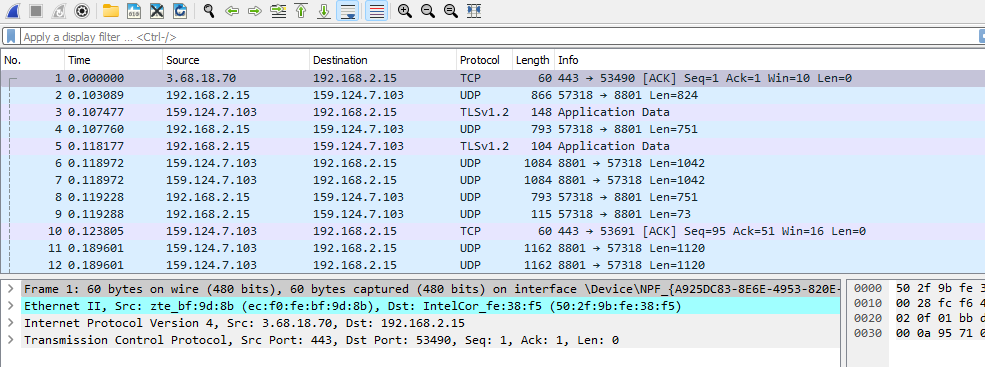 Apply a display filter ... <Ctrl-/>
No. Time Source Destination Protocol Length Info
1 0.000000 3.68.18.70 192.168.2.15 TCP 60 443 → 53490 [ACK] Seq=1 Ack=1 Win=10 Len=0
2 0.103089 192.168.2.15 159.124.7.103 UDP 866 57318 → 8801 Len=824
3 0.107477 192.168.2.15 159.124.7.103 TLSv1.2 148 Application Data
4 0.107760 192.168.2.15 159.124.7.103 UDP 793 57318 → 8801 Len=751
5 0.118177 159.124.7.103 192.168.2.15 TLSv1.2 104 Application Data
6 0.118972 159.124.7.103 192.168.2.15 UDP 1084 8801 → 57318 Len=1042
7 0.118972 159.124.7.103 192.168.2.15 UDP 1084 8801 → 57318 Len=1042
8 0.119228 192.168.2.15 159.124.7.103 UDP 793 57318 → 8801 Len=751
9 0.119288 192.168.2.15 159.124.7.103 UDP 115 57318 → 8801 Len=73
10 0.123805 159.124.7.103 192.168.2.15 TCP 60 443 → 53691 [ACK] Seq=95 Ack=51 Win=16 Len=0
11 0.189601 159.124.7.103 192.168.2.15 UDP 1162 8801 → 57318 Len=1120
12 0.189601 159.124.7.103 192.168.2.15 UDP 1162 8801 → 57318 Len=1120
Frame 1: 60 bytes on wire (480 bits), 60 bytes captured (480 bits) on interface \Device\NPF_{A925DC83-8E6E-4953-820E-
Ethernet II, Src: zte_bf:9d:8b (ec:f0:fe:bf:9d:8b), Dst: IntelCor_fe:38:f5 (50:2f:9b:fe:38:f5)
Internet Protocol Version 4, Src: 3.68.18.70, Dst: 192.168.2.15
Transmission Control Protocol, Src Port: 443, Dst Port: 53490, Seq: 1, Ack: 1, Len: 0
0000 50 2f 9b fe 3
0010 00 28 fc f6 4
0020 02 0f 01 bb d
0030 00 0a 95 71 0